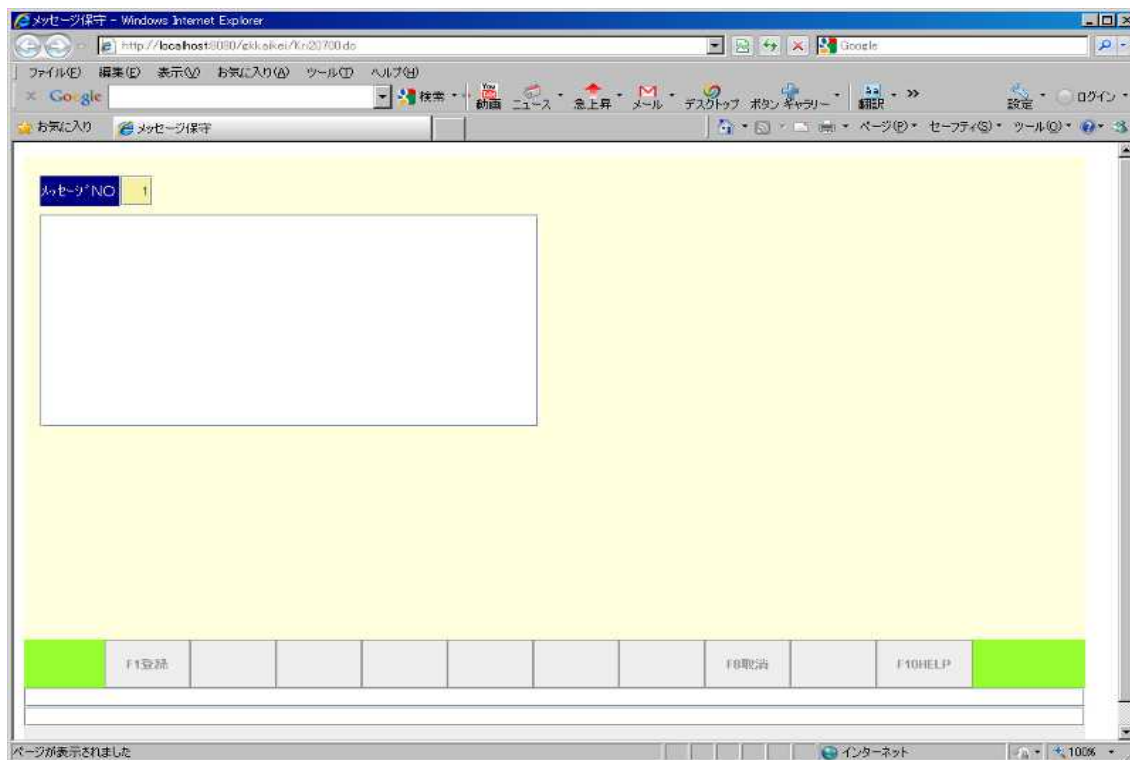 メッセージ保守 - Windows Internet Explorer
http://localhost:8080/gkkaikei/Kri20700.do
Google
ファイル(F) 編集(E) 表示(V) お気に入り(A) ツール(T) ヘルプ(H)
Google 検索 動画 ニュース 急上昇 メール デスクトップ ボタン ギャラリー 翻訳 » 設定 ログイン
お気に入り メッセージ保守 ページ(P) セーフティ(S) ツール(O)
メッセージNO 1
F1登録 F8取消 F10HELP
ページが表示されました インターネット 100%